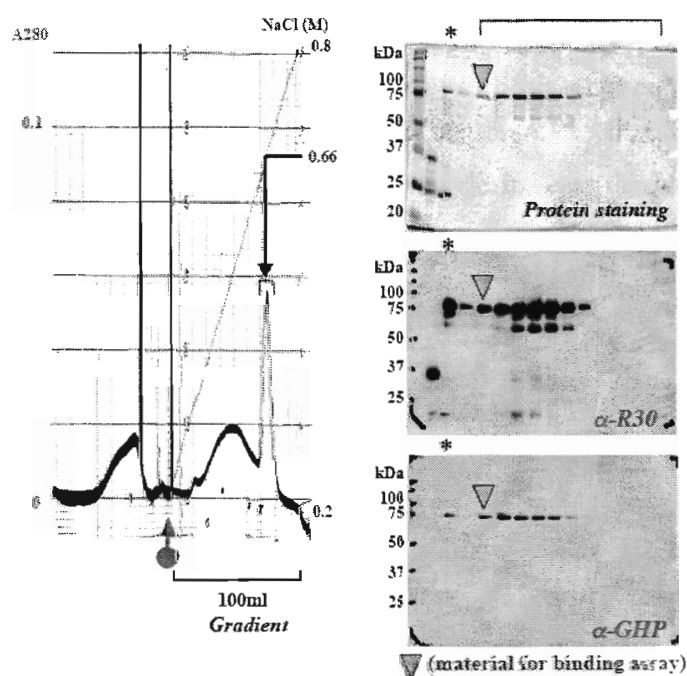 A280
NaCl (M)
0.8
0.1
0.66
0
0.2
100ml
Gradient
*
kDa
100
75
50
37
25
20
Protein staining
*
kDa
100
75
50
37
25
α-R30
*
kDa
100
75
50
37
25
α-GHP
(material for binding assay)